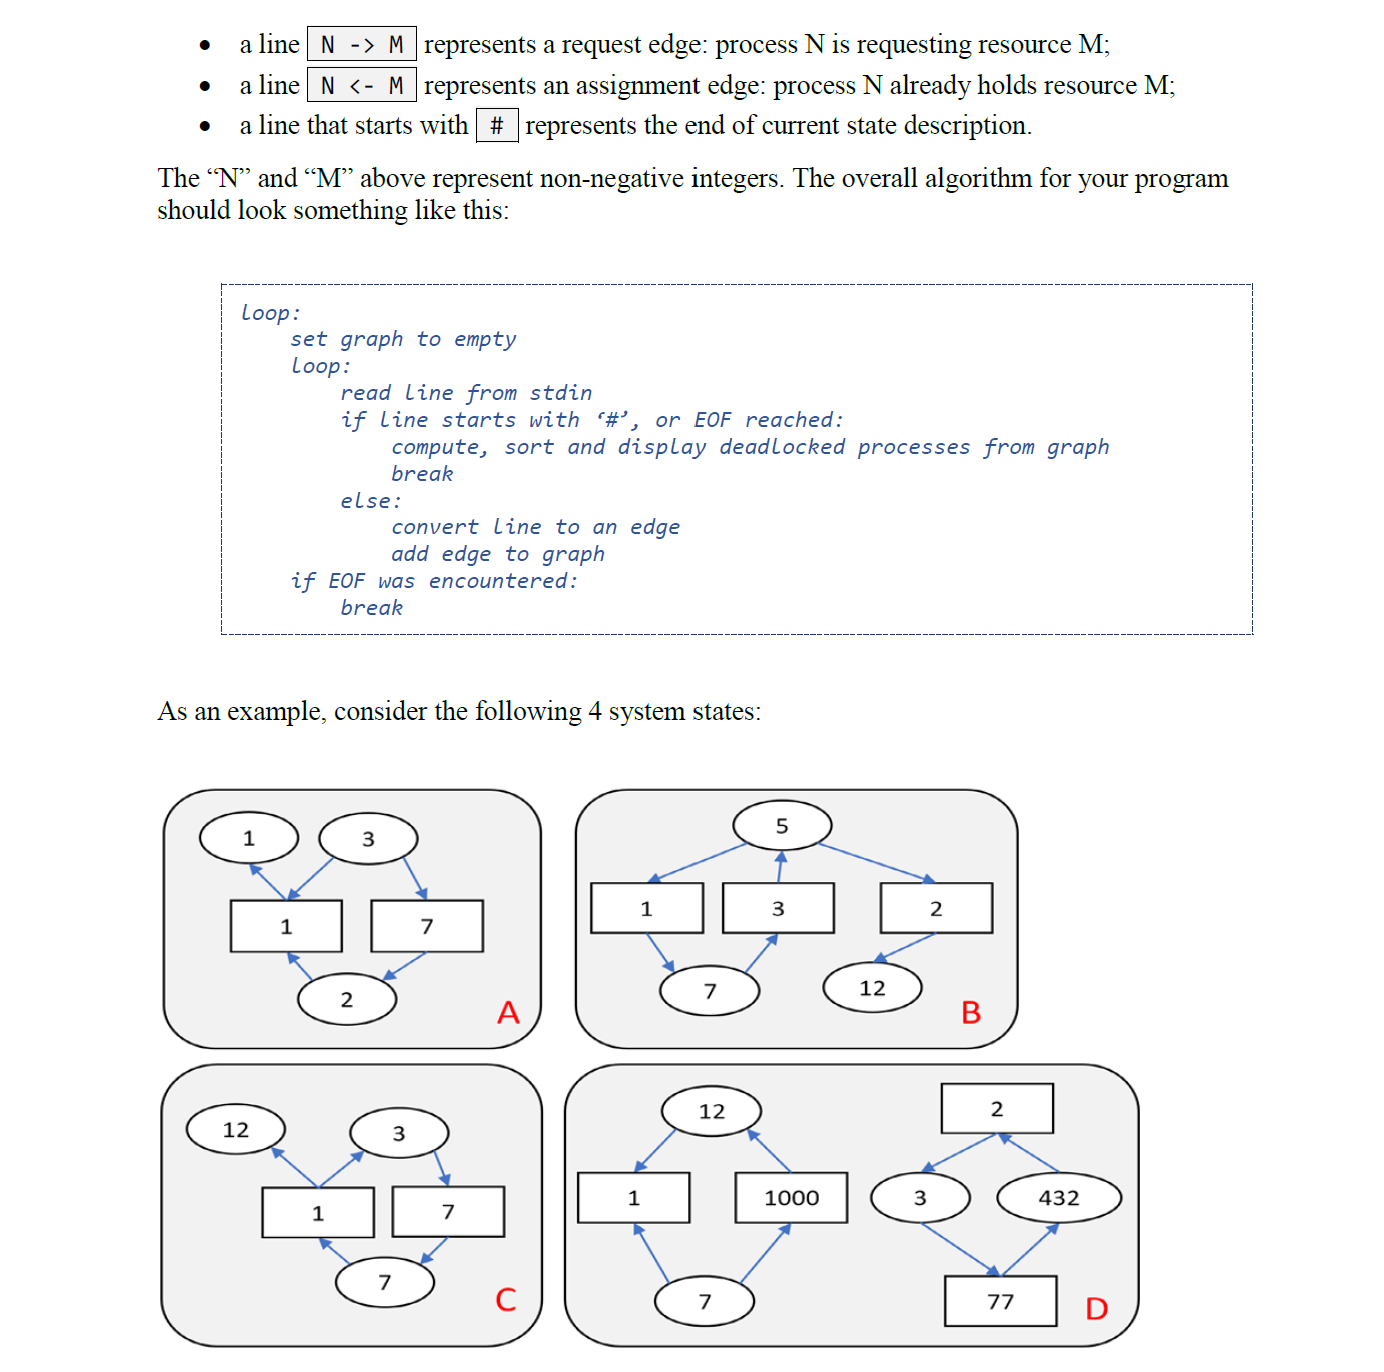 • a line N -> M represents a request edge: process N is requesting resource M;
• a line N <- M represents an assignment edge: process N already holds resource M;
• a line that starts with # represents the end of current state description.
The “N” and “M” above represent non-negative integers. The overall algorithm for your program
should look something like this:
loop:
set graph to empty
loop:
read line from stdin
if line starts with ‘#’, or EOF reached:
compute, sort and display deadlocked processes from graph
break
else:
convert line to an edge
add edge to graph
if EOF was encountered:
break
As an example, consider the following 4 system states:
1 3
1 7
2
A
5
1 3 2
7 12
B
12 3
1 7
7
C
12 2
1 1000 3 432
7 77
D